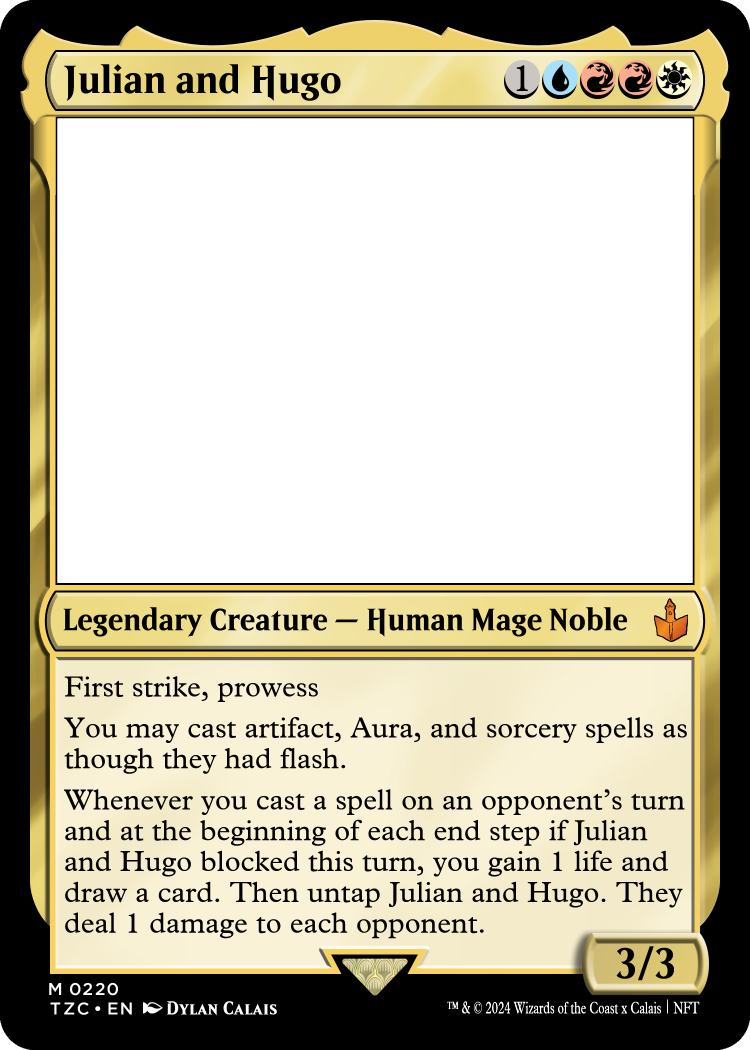 Julian and Hugo 1
Legendary Creature — Human Mage Noble
First strike, prowess
You may cast artifact, Aura, and sorcery spells as
though they had flash.
Whenever you cast a spell on an opponent’s turn
and at the beginning of each end step if Julian
and Hugo blocked this turn, you gain 1 life and
draw a card. Then untap Julian and Hugo. They
deal 1 damage to each opponent.
3/3
M 0220
TZC • EN DYLAN CALAIS
™ & © 2024 Wizards of the Coast x Calais | NFT